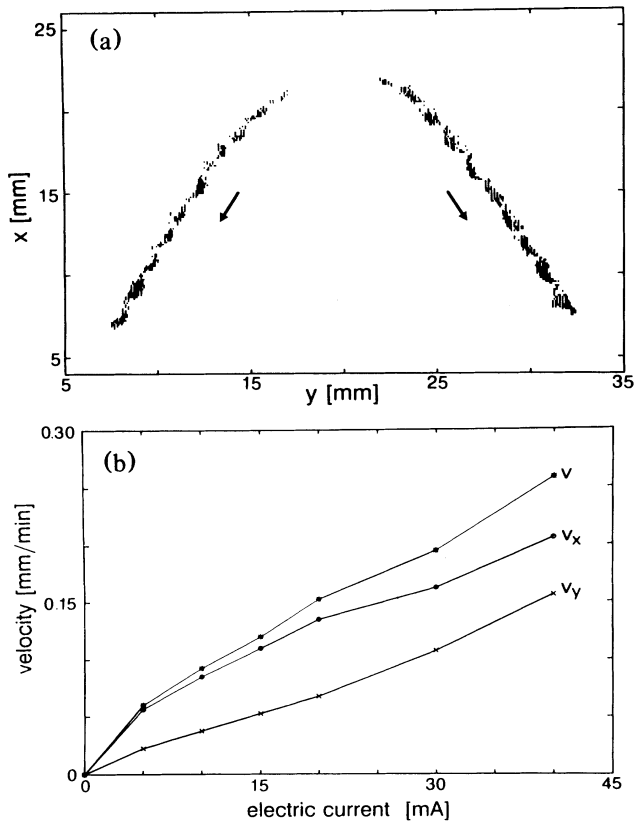 (a)
25
15
5
x [mm]
5 15 25 35
y [mm]
(b)
0.30
0.15
0
velocity [mm/min]
v
vx
vy
0 15 30 45
electric current [mA]